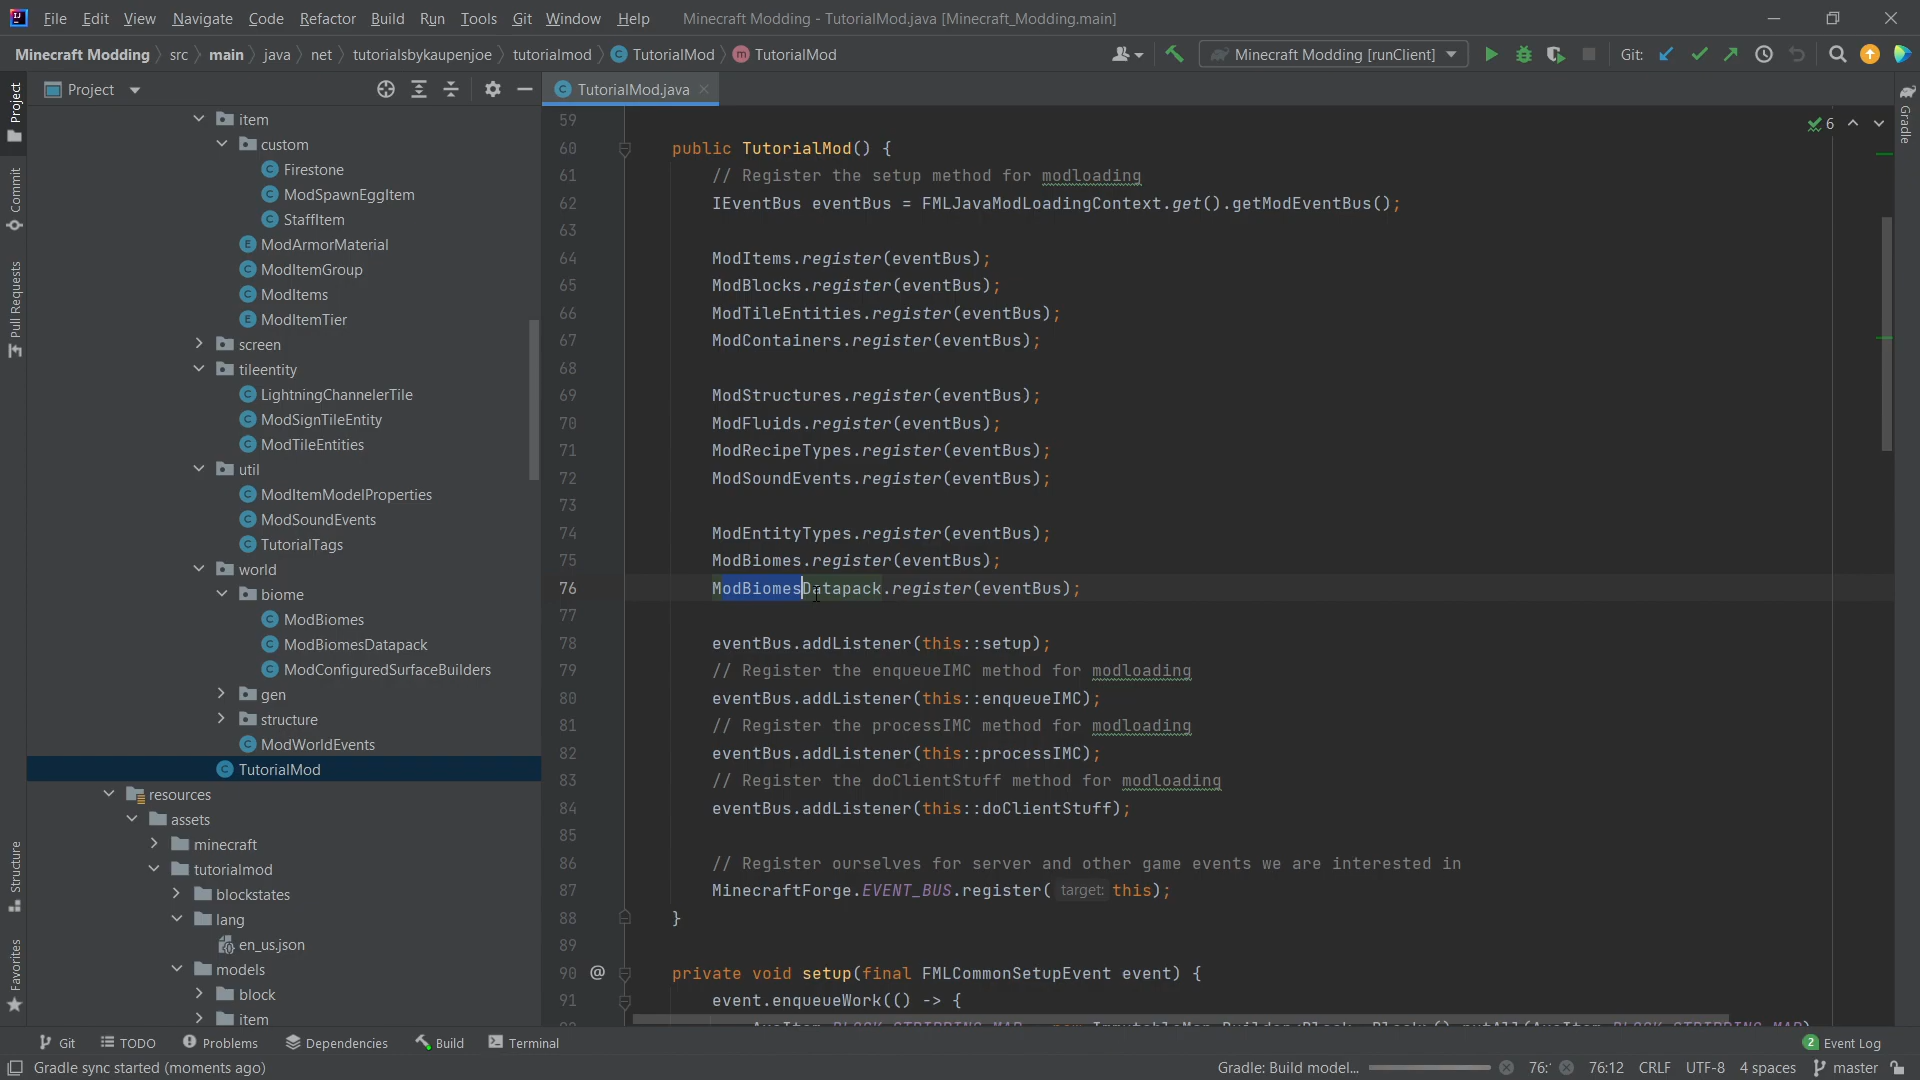 File Edit View Navigate Code Refactor Build Run Tools Git Window Help Minecraft Modding - TutorialMod.java [Minecraft_Modding.main]
Minecraft Modding src main java net tutorialsbykaupenjoe tutorialmod TutorialMod TutorialMod Minecraft Modding [runClient] Git:
Project TutorialMod.java
Project
Commit
Pull Requests
Structure
Favorites
item
custom
Firestone
ModSpawnEggItem
StaffItem
ModArmorMaterial
ModItemGroup
ModItems
ModItemTier
screen
tileentity
LightningChannelerTile
ModSignTileEntity
ModTileEntities
util
ModItemModelProperties
ModSoundEvents
TutorialTags
world
biome
ModBiomes
ModBiomesDatapack
ModConfiguredSurfaceBuilders
gen
structure
ModWorldEvents
TutorialMod
resources
assets
minecraft
tutorialmod
blockstates
lang
en_us.json
models
block
item
59
60 public TutorialMod() {
61 // Register the setup method for modloading
62 IEventBus eventBus = FMLJavaModLoadingContext.get().getModEventBus();
63
64 ModItems.register(eventBus);
65 ModBlocks.register(eventBus);
66 ModTileEntities.register(eventBus);
67 ModContainers.register(eventBus);
68
69 ModStructures.register(eventBus);
70 ModFluids.register(eventBus);
71 ModRecipeTypes.register(eventBus);
72 ModSoundEvents.register(eventBus);
73
74 ModEntityTypes.register(eventBus);
75 ModBiomes.register(eventBus);
76 ModBiomesDatapack.register(eventBus);
77
78 eventBus.addListener(this::setup);
79 // Register the enqueueIMC method for modloading
80 eventBus.addListener(this::enqueueIMC);
81 // Register the processIMC method for modloading
82 eventBus.addListener(this::processIMC);
83 // Register the doClientStuff method for modloading
84 eventBus.addListener(this::doClientStuff);
85
86 // Register ourselves for server and other game events we are interested in
87 MinecraftForge.EVENT_BUS.register( target: this);
88 }
89
90 @ private void setup(final FMLCommonSetupEvent event) {
91 event.enqueueWork(() -> {
6
Gradle
Git TODO Problems Dependencies Build Terminal 2 Event Log
Gradle sync started (moments ago) Gradle: Build model... 76: 76:12 CRLF UTF-8 4 spaces master